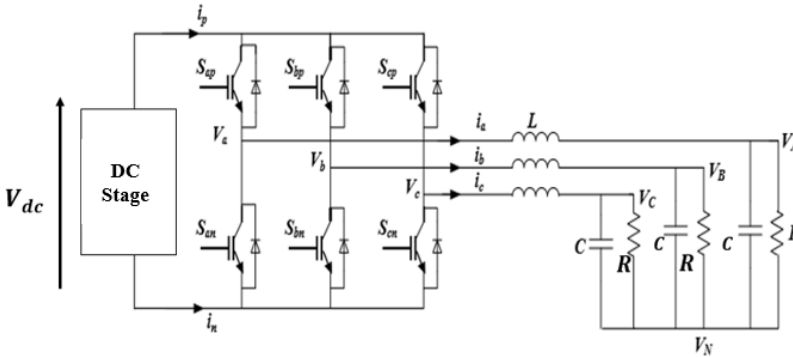 i_p
S_ap
S_bp
S_cp
V_dc
DC
Stage
V_a
V_b
V_c
i_a
L
i_b
i_c
V_B
V_C
S_an
S_bn
S_cn
C
R
C
R
C
i_n
V_N